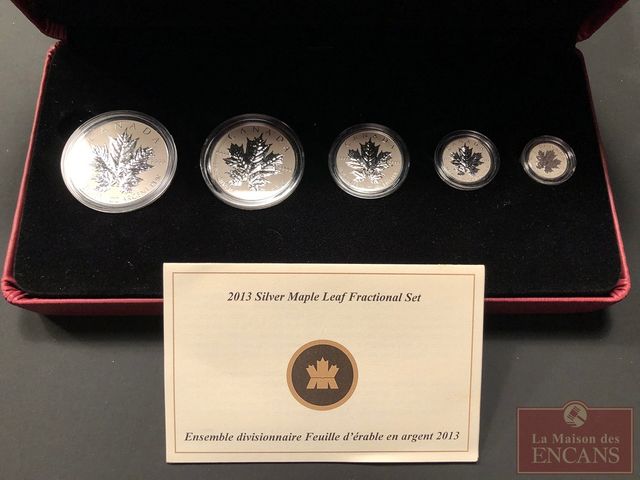 CANADA
CANADA
CANADA
2013 Silver Maple Leaf Fractional Set
Ensemble divisionnaire Feuille d'érable en argent 2013
La Maison des
ENCANS